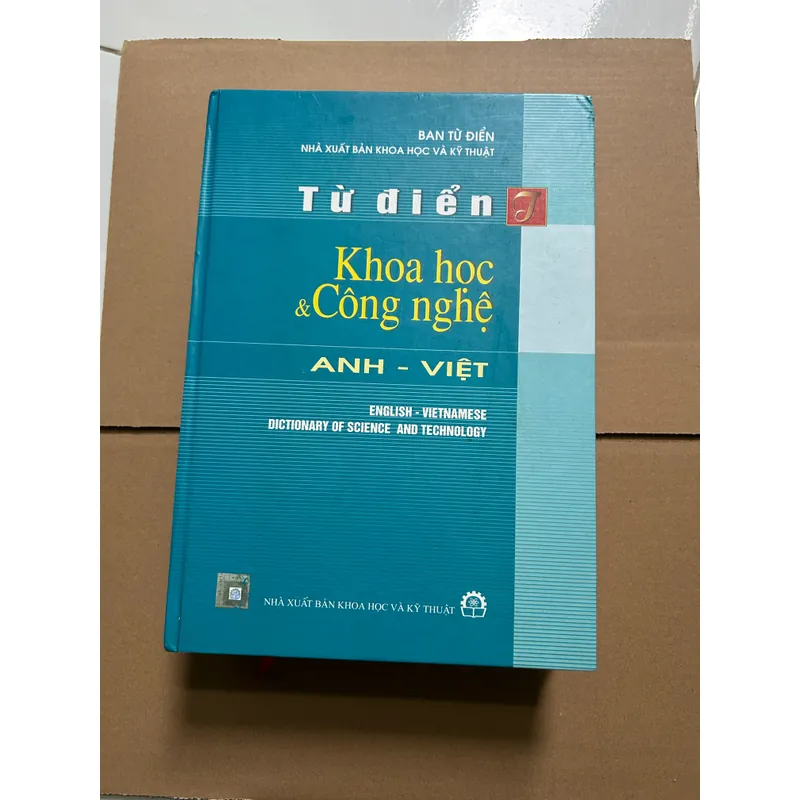 BAN TỪ ĐIỂN
NHÀ XUẤT BẢN KHOA HỌC VÀ KỸ THUẬT
Từ điển
T
Khoa học
& Công nghệ
ANH - VIỆT
ENGLISH - VIETNAMESE
DICTIONARY OF SCIENCE AND TECHNOLOGY
NHÀ XUẤT BẢN KHOA HỌC VÀ KỸ THUẬT